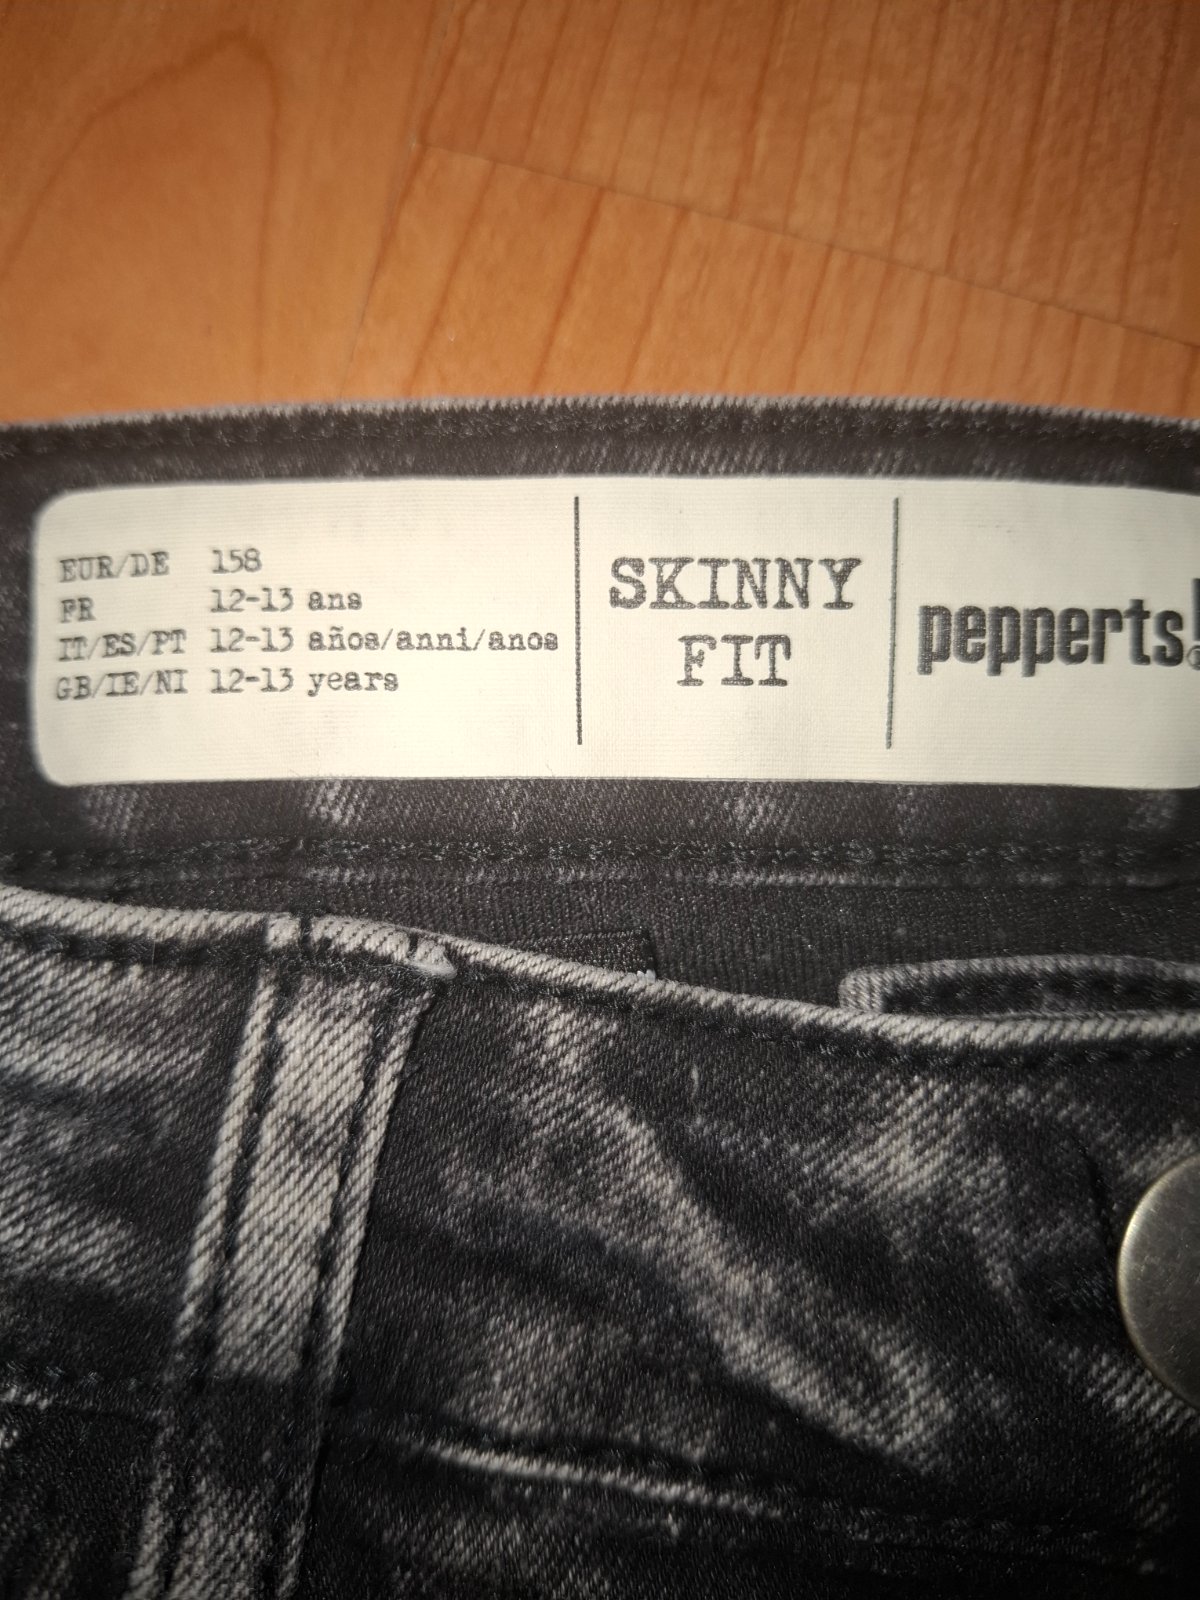 EUR/DE 158
FR 12-13 ans
IT/ES/PT 12-13 años/anni/anos
GB/IE/NI 12-13 years
SKINNY
FIT
pepperts!®